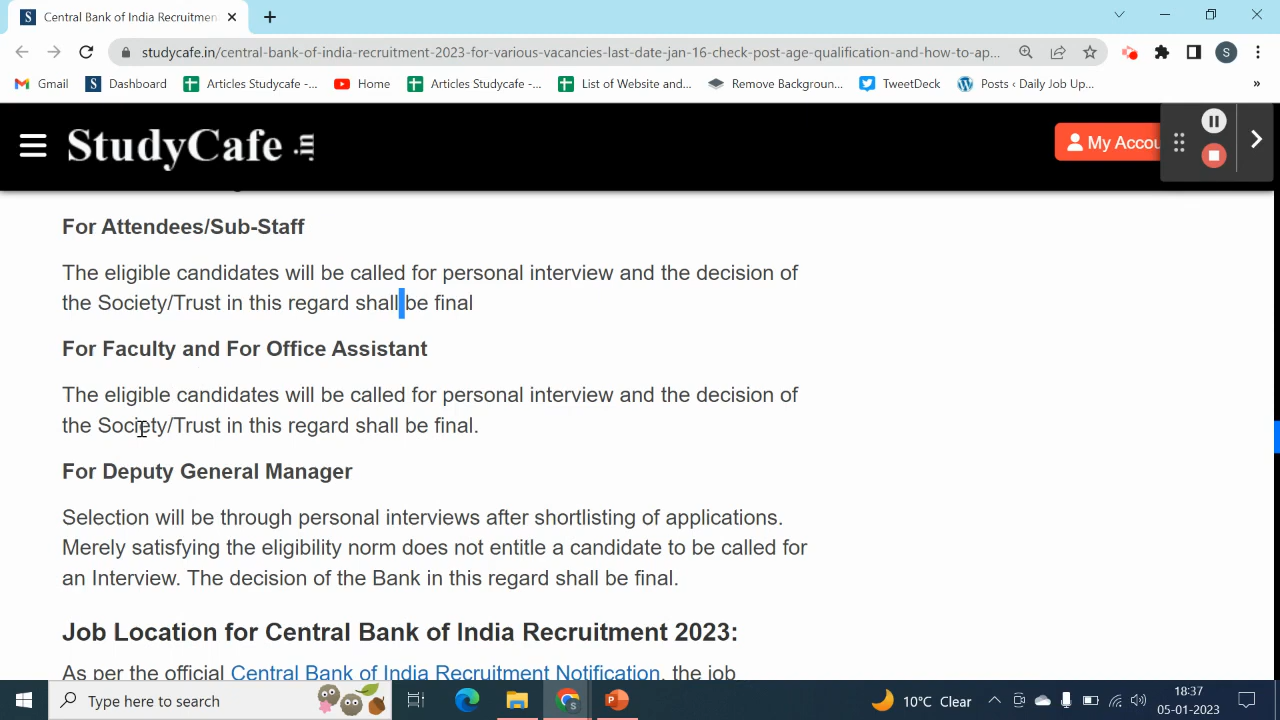 S Central Bank of India Recruitmen
studycafe.in/central-bank-of-india-recruitment-2023-for-various-vacancies-last-date-jan-16-check-post-age-qualification-and-how-to-ap...
S
Gmail S Dashboard Articles Studycafe -... Home Articles Studycafe -... List of Website and... Remove Backgroun... TweetDeck Posts ‹ Daily Job Up... »
StudyCafe .in
My Accou
For Attendees/Sub-Staff
The eligible candidates will be called for personal interview and the decision of
the Society/Trust in this regard shall be final
For Faculty and For Office Assistant
The eligible candidates will be called for personal interview and the decision of
the Society/Trust in this regard shall be final.
For Deputy General Manager
Selection will be through personal interviews after shortlisting of applications.
Merely satisfying the eligibility norm does not entitle a candidate to be called for
an Interview. The decision of the Bank in this regard shall be final.
Job Location for Central Bank of India Recruitment 2023:
As per the official Central Bank of India Recruitment Notification, the job
Type here to search
10°C Clear
18:37
05-01-2023